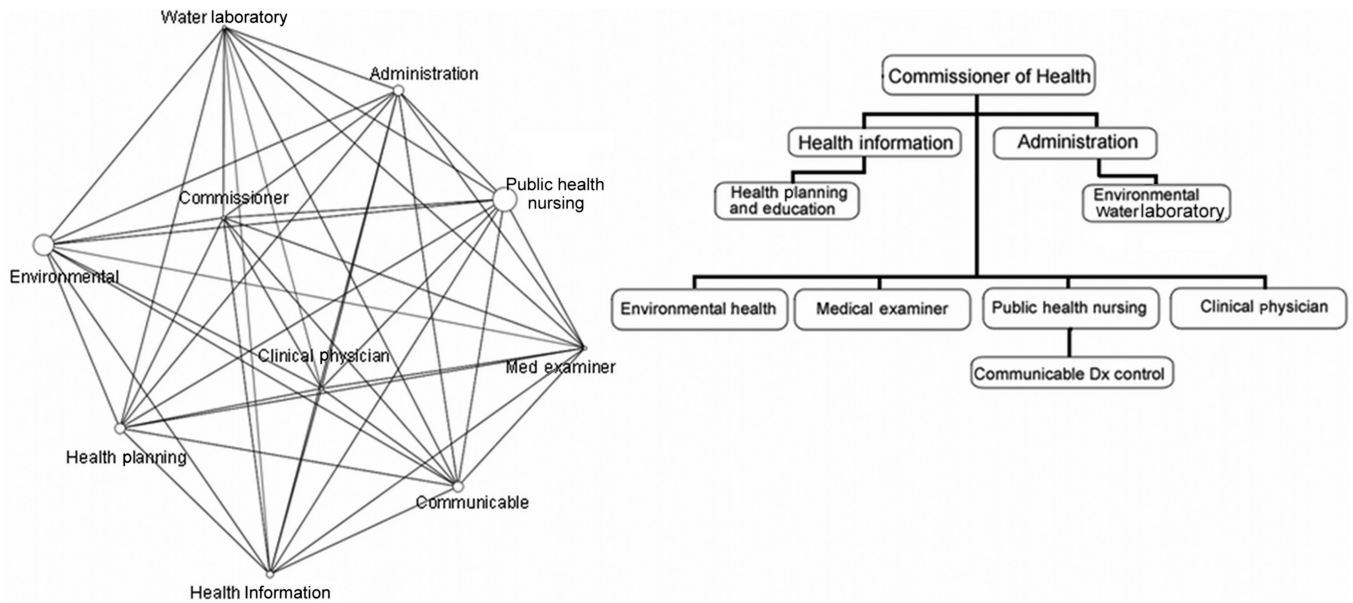 Water laboratory
Administration
Public health
nursing
Commissioner
Environmental
Clinical physician
Med examiner
Health planning
Communicable
Health Information
Commissioner of Health
Health information
Administration
Health planning
and education
Environmental
water laboratory
Environmental health
Medical examiner
Public health nursing
Clinical physician
Communicable Dx control